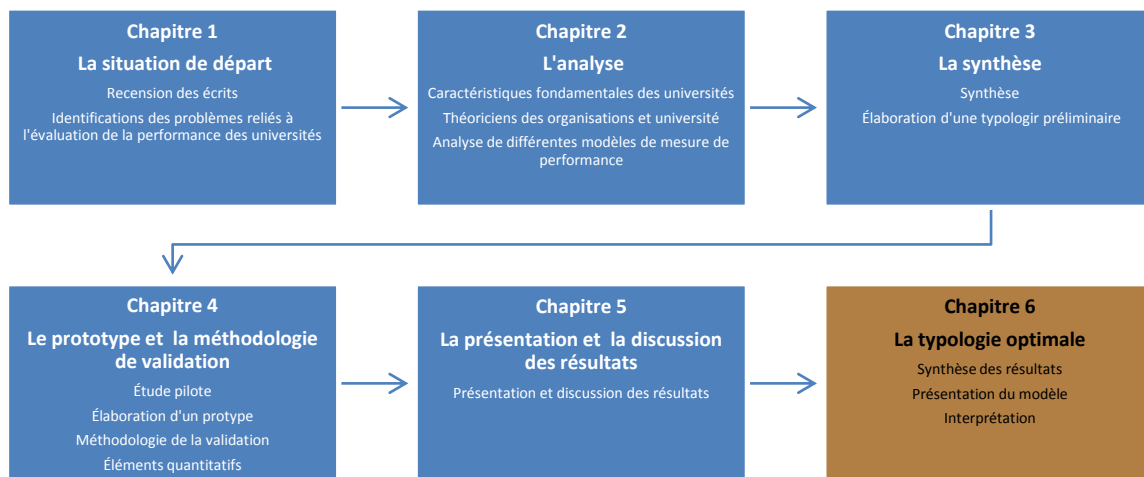 Chapitre 1
La situation de départ
Recension des écrits
Identifications des problèmes reliés à
l'évaluation de la performance des universités
Chapitre 2
L'analyse
Caractéristiques fondamentales des universités
Théoriciens des organisations et université
Analyse de différentes modèles de mesure de
performance
Chapitre 3
La synthèse
Synthèse
Élaboration d'une typologir préliminaire
Chapitre 4
Le prototype et  la méthodologie
de validation
Étude pilote
Élaboration d'un protype
Méthodologie de la validation
Éléments quantitatifs
Chapitre 5
La présentation et  la discussion
des résultats
Présentation et discussion des résultats
Chapitre 6
La typologie optimale
Synthèse des résultats
Présentation du modèle
Interprétation